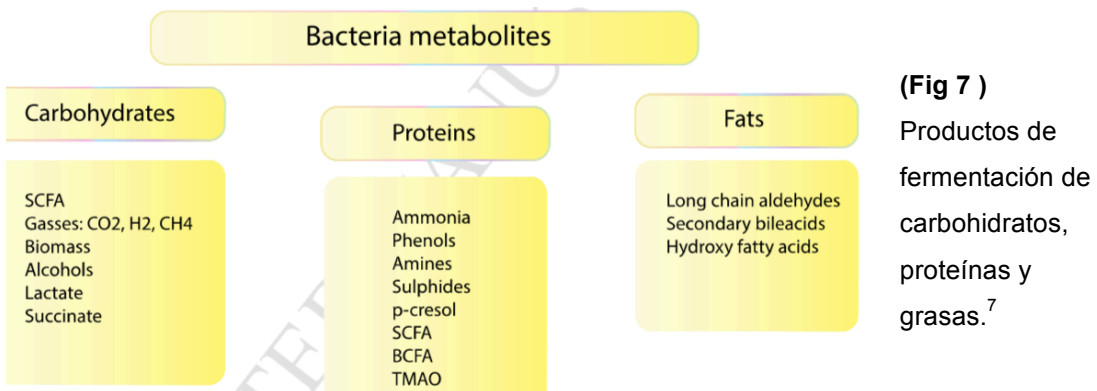 Bacteria metabolites
Carbohydrates
SCFA
Gasses: CO2, H2, CH4
Biomass
Alcohols
Lactate
Succinate
Proteins
Ammonia
Phenols
Amines
Sulphides
p-cresol
SCFA
BCFA
TMAO
Fats
Long chain aldehydes
Secondary bileacids
Hydroxy fatty acids
(Fig 7 )
Productos de
fermentación de
carbohidratos,
proteínas y
grasas.⁷